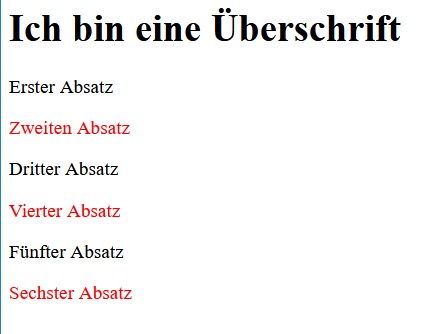 Ich bin eine Überschrift
Erster Absatz
Zweiten Absatz
Dritter Absatz
Vierter Absatz
Fünfter Absatz
Sechster Absatz